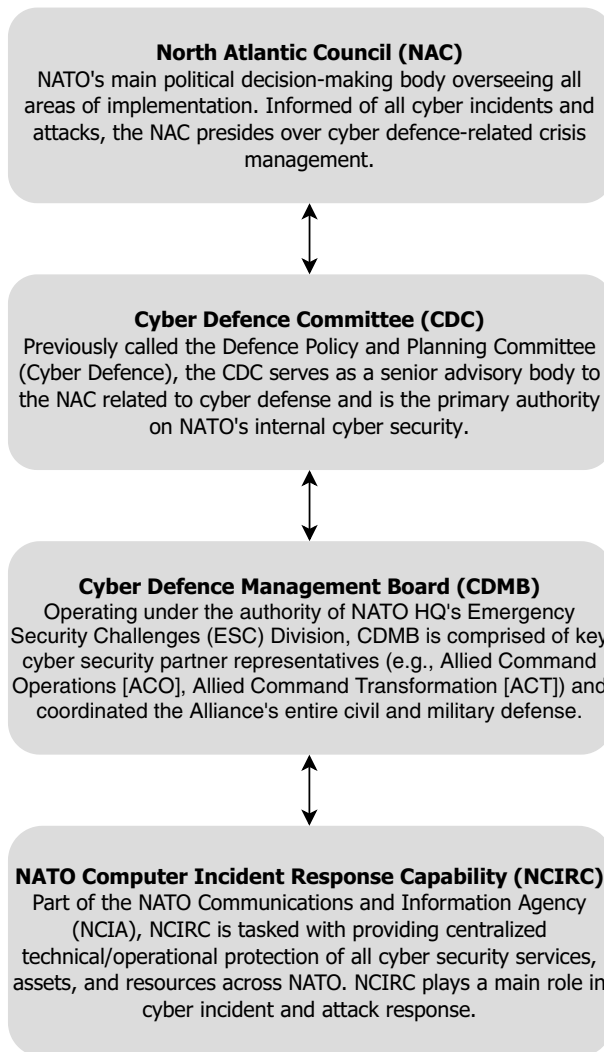 North Atlantic Council (NAC)
NATO's main political decision-making body overseeing all
areas of implementation. Informed of all cyber incidents and
attacks, the NAC presides over cyber defence-related crisis
management.
Cyber Defence Committee (CDC)
Previously called the Defence Policy and Planning Committee
(Cyber Defence), the CDC serves as a senior advisory body to
the NAC related to cyber defense and is the primary authority
on NATO's internal cyber security.
Cyber Defence Management Board (CDMB)
Operating under the authority of NATO HQ's Emergency
Security Challenges (ESC) Division, CDMB is comprised of key
cyber security partner representatives (e.g., Allied Command
Operations [ACO], Allied Command Transformation [ACT]) and
coordinated the Alliance's entire civil and military defense.
NATO Computer Incident Response Capability (NCIRC)
Part of the NATO Communications and Information Agency
(NCIA), NCIRC is tasked with providing centralized
technical/operational protection of all cyber security services,
assets, and resources across NATO. NCIRC plays a main role in
cyber incident and attack response.